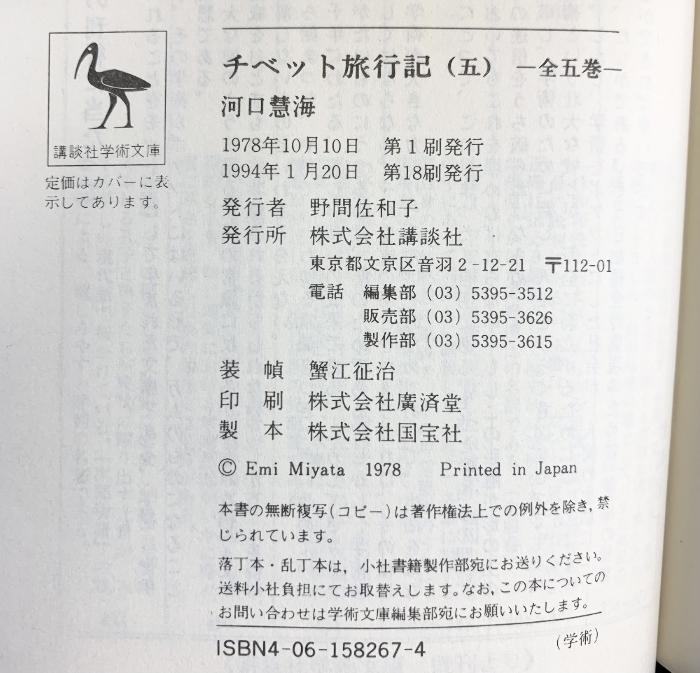 講談社学術文庫
定価はカバーに表
示してあります。
チベット旅行記（五） ―全五巻―
河口慧海
1978年10月10日 第1刷発行
1994年1月20日 第18刷発行
発行者 野間佐和子
発行所 株式会社講談社
東京都文京区音羽2-12-21 〒112-01
電話 編集部 (03) 5395-3512
販売部 (03) 5395-3626
製作部 (03) 5395-3615
装 幀 蟹江征治
印 刷 株式会社廣済堂
製 本 株式会社国宝社
© Emi Miyata 1978 Printed in Japan
本書の無断複写(コピー)は著作権法上での例外を除き，禁
じられています。
落丁本・乱丁本は，小社書籍製作部宛にお送りください。
送料小社負担にてお取替えします。なお，この本についての
お問い合わせは学術文庫編集部宛にお願いいたします。
ISBN4-06-158267-4
(学術)